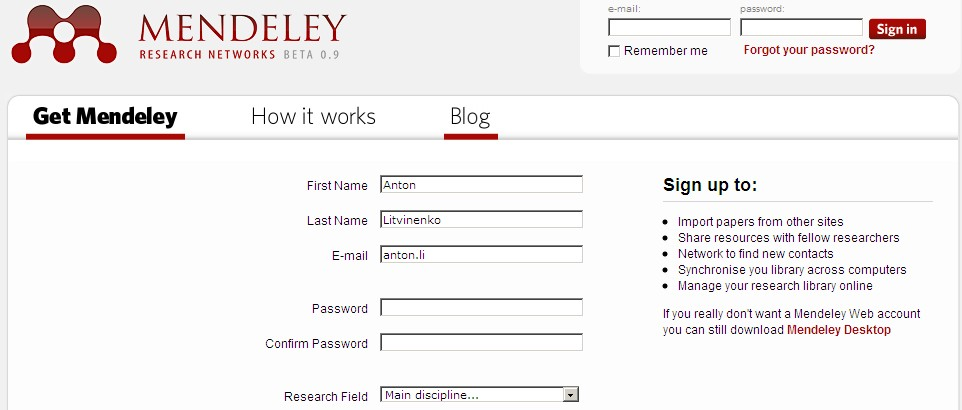 MENDELEY
RESEARCH NETWORKS BETA 0.9
e-mail: password:
Sign in
Remember me Forgot your password?
Get Mendeley How it works Blog
First Name Anton
Last Name Litvinenko
E-mail anton.li
Password
Confirm Password
Research Field Main discipline...
Sign up to:
Import papers from other sites
Share resources with fellow researchers
Network to find new contacts
Synchronise you library across computers
Manage your research library online
If you really don't want a Mendeley Web account
you can still download Mendeley Desktop